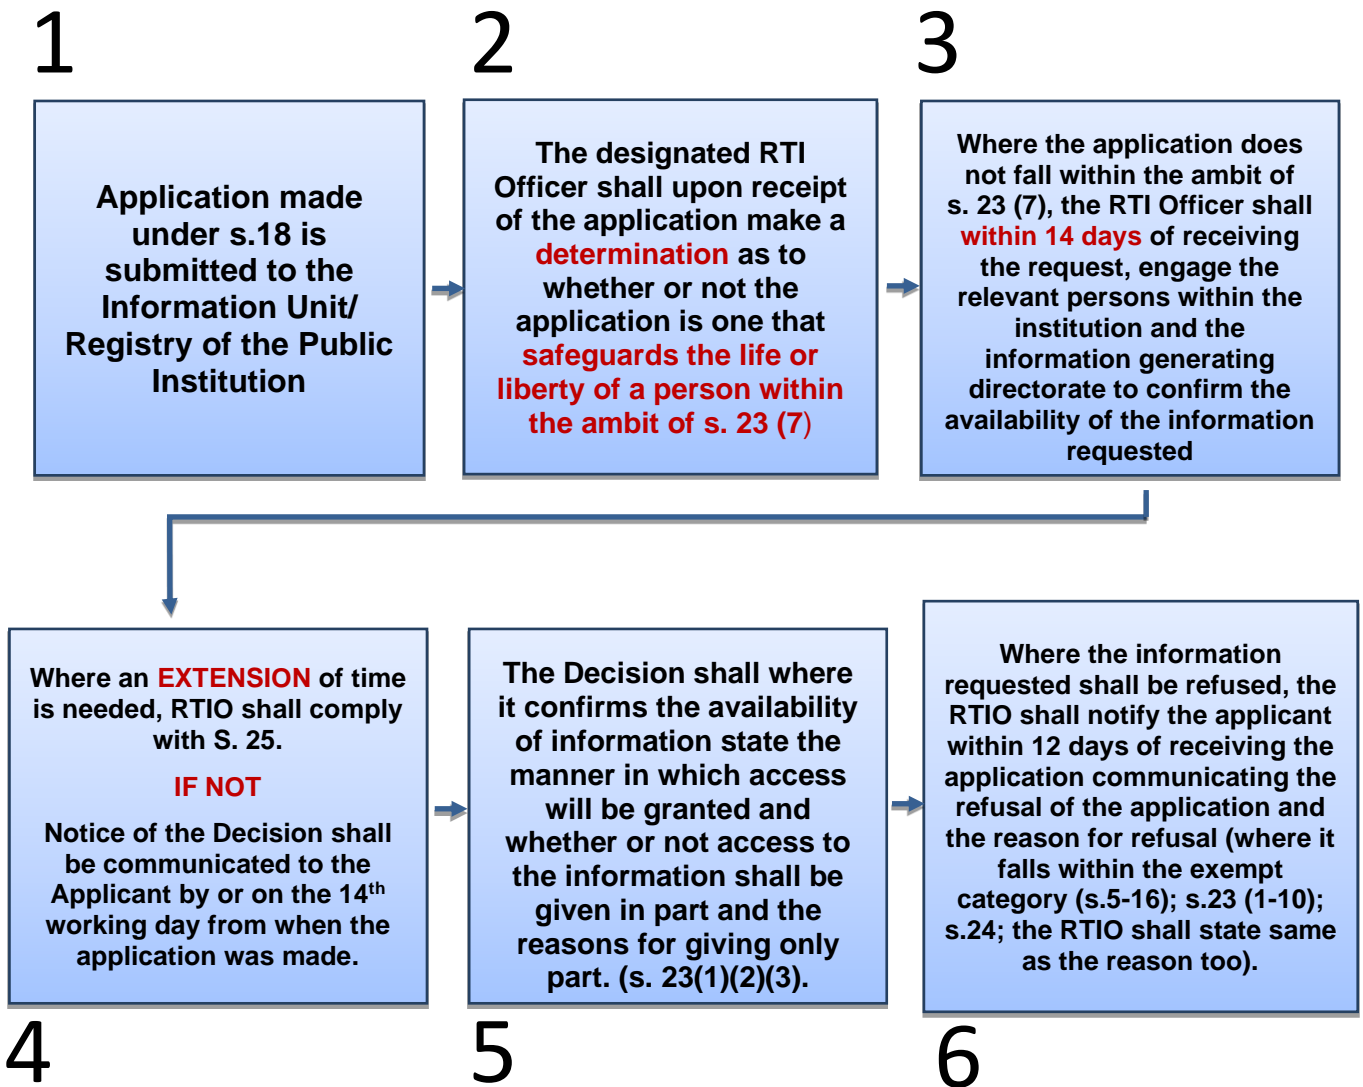 1
Application made
under s.18 is
submitted to the
Information Unit/
Registry of the Public
Institution
2
The designated RTI
Officer shall upon receipt
of the application make a
determination as to
whether or not the
application is one that
safeguards the life or
liberty of a person within
the ambit of s. 23 (7)
3
Where the application does
not fall within the ambit of
s. 23 (7), the RTI Officer shall
within 14 days of receiving
the request, engage the
relevant persons within the
institution and the
information generating
directorate to confirm the
availability of the information
requested
Where an EXTENSION of time
is needed, RTIO shall comply
with S. 25.
IF NOT
Notice of the Decision shall
be communicated to the
Applicant by or on the 14th
working day from when the
application was made.
4
The Decision shall where
it confirms the availability
of information state the
manner in which access
will be granted and
whether or not access to
the information shall be
given in part and the
reasons for giving only
part. (s. 23(1)(2)(3).
5
Where the information
requested shall be refused, the
RTIO shall notify the applicant
within 12 days of receiving the
application communicating the
refusal of the application and
the reason for refusal (where it
falls within the exempt
category (s.5-16); s.23 (1-10);
s.24; the RTIO shall state same
as the reason too).
6